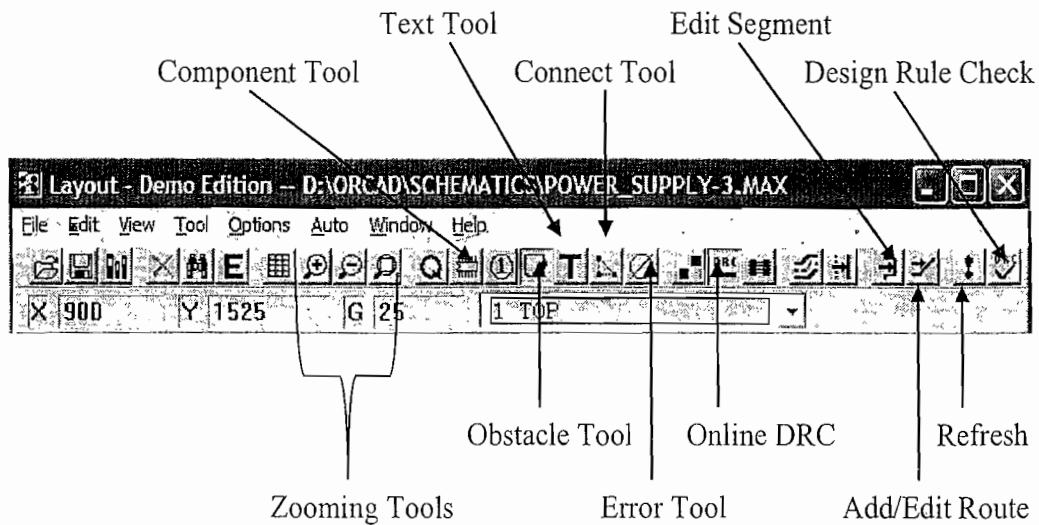 Text Tool Edit Segment
Component Tool Connect Tool Design Rule Check
Layout - Demo Edition -- D:\ORCAD\SCHEMATICS\POWER_SUPPLY-3.MAX
File Edit View Tool Options Auto Window Help
E Q 1 T DRC
X 900 Y 1525 G 25 1 TOP
Obstacle Tool Online DRC Refresh
Zooming Tools Error Tool Add/Edit Route